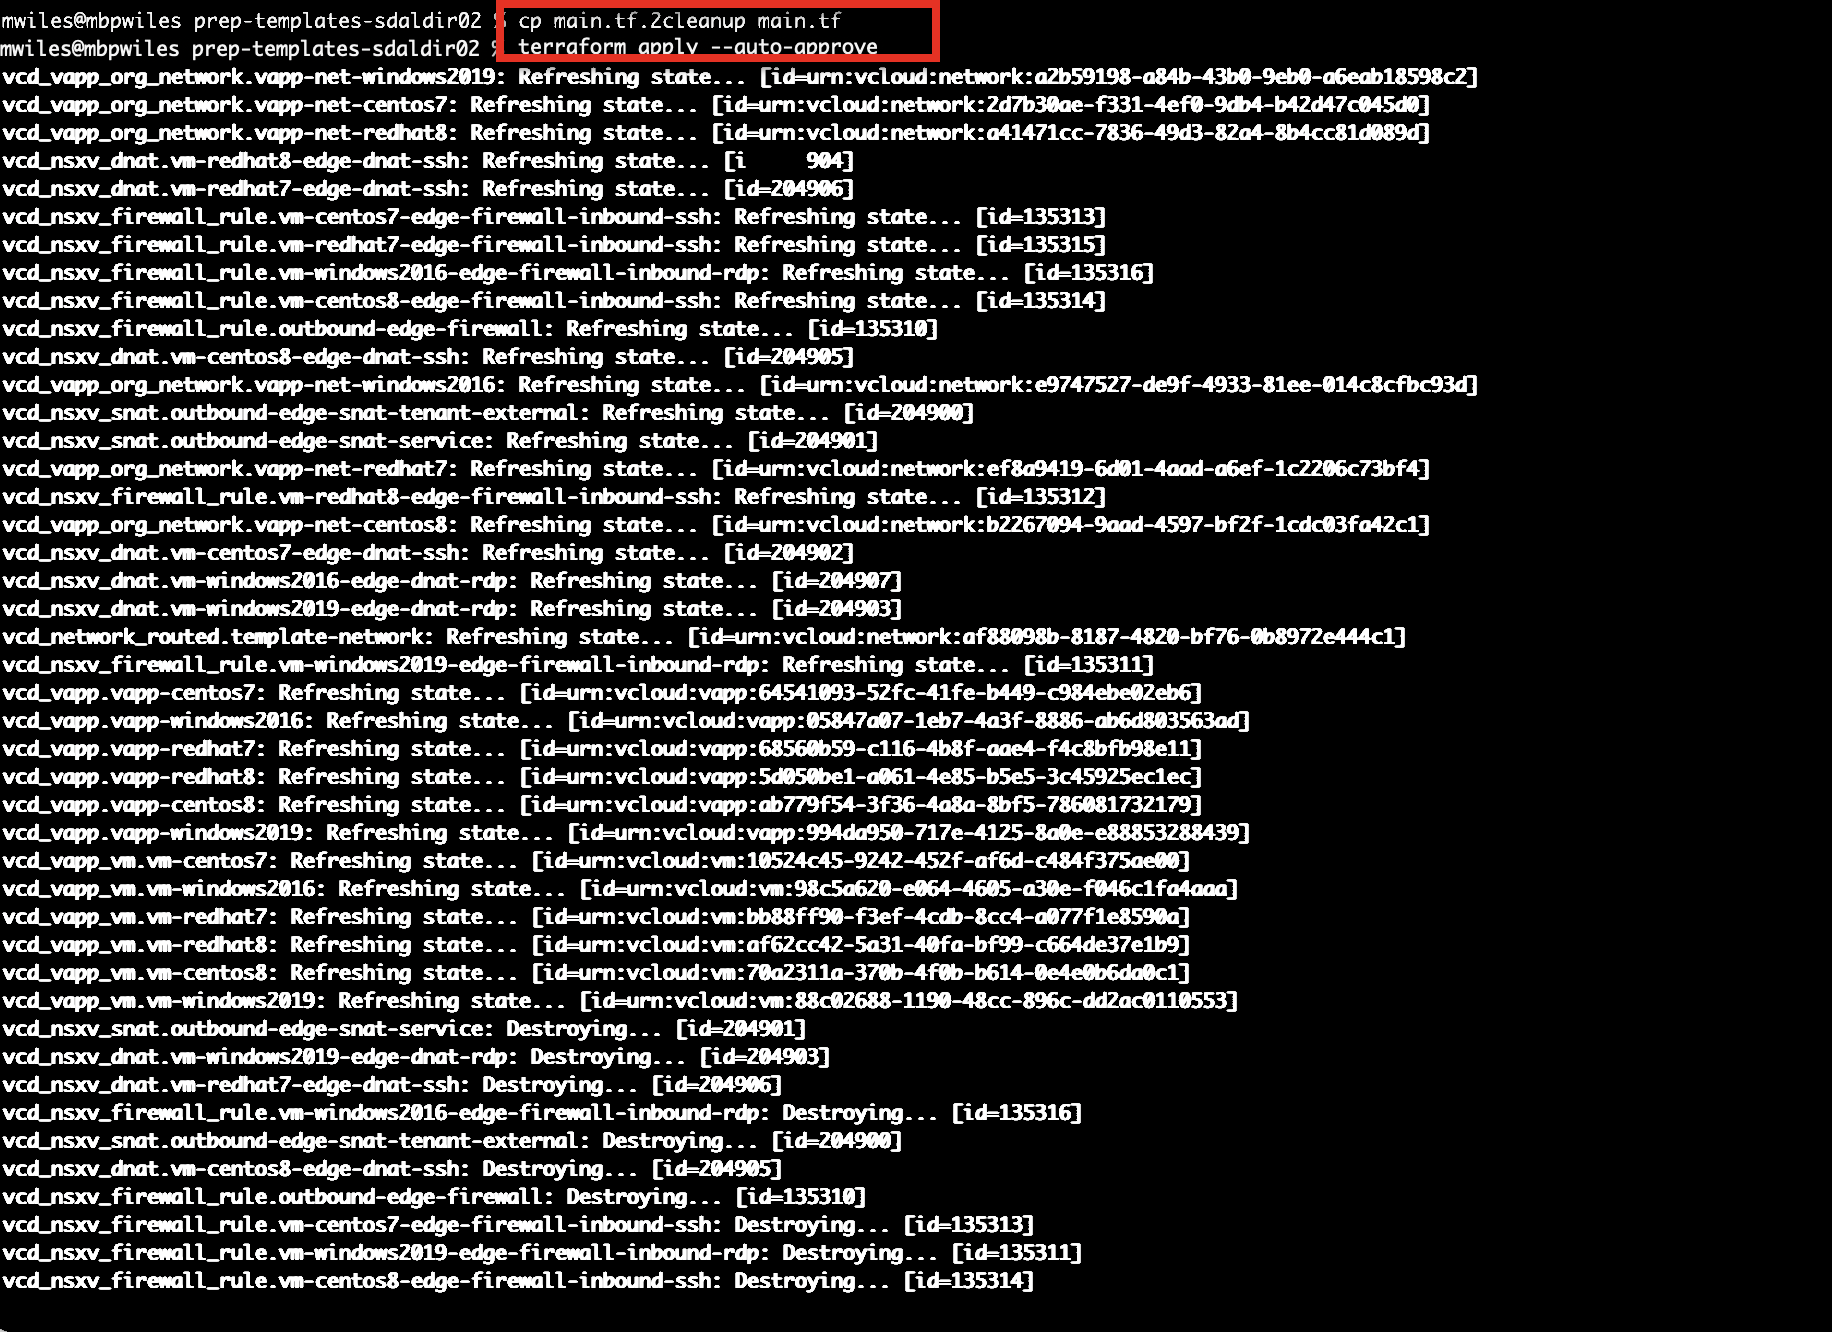 mwiles@mbpwiles prep-templates-sdaldir02 % cp main.tf.2cleanup main.tf
mwiles@mbpwiles prep-templates-sdaldir02 % terraform apply --auto-approve
vcd_vapp_org_network.vapp-net-windows2019: Refreshing state... [id=urn:vcloud:network:a2b59198-a84b-43b0-9eb0-a6eab18598c2]
vcd_vapp_org_network.vapp-net-centos7: Refreshing state... [id=urn:vcloud:network:2d7b30ae-f331-4ef0-9db4-b42d47c045d0]
vcd_vapp_org_network.vapp-net-redhat8: Refreshing state... [id=urn:vcloud:network:a41471cc-7836-49d3-82a4-8b4cc81d089d]
vcd_nsxv_dnat.vm-redhat8-edge-dnat-ssh: Refreshing state... [i 904]
vcd_nsxv_dnat.vm-redhat7-edge-dnat-ssh: Refreshing state... [id=204906]
vcd_nsxv_firewall_rule.vm-centos7-edge-firewall-inbound-ssh: Refreshing state... [id=135313]
vcd_nsxv_firewall_rule.vm-redhat7-edge-firewall-inbound-ssh: Refreshing state... [id=135315]
vcd_nsxv_firewall_rule.vm-windows2016-edge-firewall-inbound-rdp: Refreshing state... [id=135316]
vcd_nsxv_firewall_rule.vm-centos8-edge-firewall-inbound-ssh: Refreshing state... [id=135314]
vcd_nsxv_firewall_rule.outbound-edge-firewall: Refreshing state... [id=135310]
vcd_nsxv_dnat.vm-centos8-edge-dnat-ssh: Refreshing state... [id=204905]
vcd_vapp_org_network.vapp-net-windows2016: Refreshing state... [id=urn:vcloud:network:e9747527-de9f-4933-81ee-014c8cfbc93d]
vcd_nsxv_snat.outbound-edge-snat-tenant-external: Refreshing state... [id=204900]
vcd_nsxv_snat.outbound-edge-snat-service: Refreshing state... [id=204901]
vcd_vapp_org_network.vapp-net-redhat7: Refreshing state... [id=urn:vcloud:network:ef8a9419-6d01-4aad-a6ef-1c2206c73bf4]
vcd_nsxv_firewall_rule.vm-redhat8-edge-firewall-inbound-ssh: Refreshing state... [id=135312]
vcd_vapp_org_network.vapp-net-centos8: Refreshing state... [id=urn:vcloud:network:b2267094-9aad-4597-bf2f-1cdc03fa42c1]
vcd_nsxv_dnat.vm-centos7-edge-dnat-ssh: Refreshing state... [id=204902]
vcd_nsxv_dnat.vm-windows2016-edge-dnat-rdp: Refreshing state... [id=204907]
vcd_nsxv_dnat.vm-windows2019-edge-dnat-rdp: Refreshing state... [id=204903]
vcd_network_routed.template-network: Refreshing state... [id=urn:vcloud:network:af88098b-8187-4820-bf76-0b8972e444c1]
vcd_nsxv_firewall_rule.vm-windows2019-edge-firewall-inbound-rdp: Refreshing state... [id=135311]
vcd_vapp.vapp-centos7: Refreshing state... [id=urn:vcloud:vapp:64541093-52fc-41fe-b449-c984ebe02eb6]
vcd_vapp.vapp-windows2016: Refreshing state... [id=urn:vcloud:vapp:05847a07-1eb7-4a3f-8886-ab6d803563ad]
vcd_vapp.vapp-redhat7: Refreshing state... [id=urn:vcloud:vapp:68560b59-c116-4b8f-aae4-f4c8bfb98e11]
vcd_vapp.vapp-redhat8: Refreshing state... [id=urn:vcloud:vapp:5d050be1-a061-4e85-b5e5-3c45925ec1ec]
vcd_vapp.vapp-centos8: Refreshing state... [id=urn:vcloud:vapp:ab779f54-3f36-4a8a-8bf5-786081732179]
vcd_vapp.vapp-windows2019: Refreshing state... [id=urn:vcloud:vapp:994da950-717e-4125-8a0e-e88853288439]
vcd_vapp_vm.vm-centos7: Refreshing state... [id=urn:vcloud:vm:10524c45-9242-452f-af6d-c484f375ae00]
vcd_vapp_vm.vm-windows2016: Refreshing state... [id=urn:vcloud:vm:98c5a620-e064-4605-a30e-f046c1fa4aaa]
vcd_vapp_vm.vm-redhat7: Refreshing state... [id=urn:vcloud:vm:bb88ff90-f3ef-4cdb-8cc4-a077f1e8590a]
vcd_vapp_vm.vm-redhat8: Refreshing state... [id=urn:vcloud:vm:af62cc42-5a31-40fa-bf99-c664de37e1b9]
vcd_vapp_vm.vm-centos8: Refreshing state... [id=urn:vcloud:vm:70a2311a-370b-4f0b-b614-0e4e0b6da0c1]
vcd_vapp_vm.vm-windows2019: Refreshing state... [id=urn:vcloud:vm:88c02688-1190-48cc-896c-dd2ac0110553]
vcd_nsxv_snat.outbound-edge-snat-service: Destroying... [id=204901]
vcd_nsxv_dnat.vm-windows2019-edge-dnat-rdp: Destroying... [id=204903]
vcd_nsxv_dnat.vm-redhat7-edge-dnat-ssh: Destroying... [id=204906]
vcd_nsxv_firewall_rule.vm-windows2016-edge-firewall-inbound-rdp: Destroying... [id=135316]
vcd_nsxv_snat.outbound-edge-snat-tenant-external: Destroying... [id=204900]
vcd_nsxv_dnat.vm-centos8-edge-dnat-ssh: Destroying... [id=204905]
vcd_nsxv_firewall_rule.outbound-edge-firewall: Destroying... [id=135310]
vcd_nsxv_firewall_rule.vm-centos7-edge-firewall-inbound-ssh: Destroying... [id=135313]
vcd_nsxv_firewall_rule.vm-windows2019-edge-firewall-inbound-rdp: Destroying... [id=135311]
vcd_nsxv_firewall_rule.vm-centos8-edge-firewall-inbound-ssh: Destroying... [id=135314]